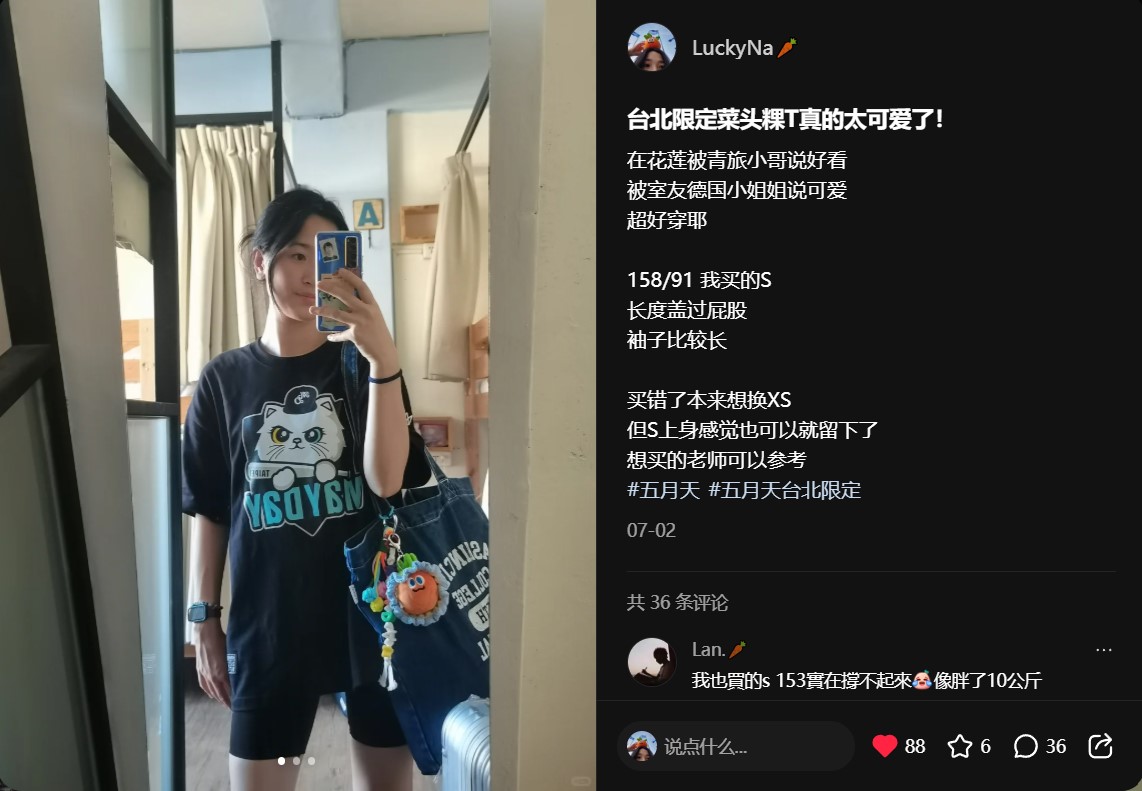 A
TAIPEI
MAYDAY
LuckyNa🥕
台北限定菜头粿T真的太可爱了!
在花莲被青旅小哥说好看
被室友德国小姐姐说可爱
超好穿耶
158/91 我买的S
长度盖过屁股
袖子比较长
买错了本来想换XS
但S上身感觉也可以就留下了
想买的老师可以参考
#五月天 #五月天台北限定
07-02
共 36 条评论
Lan.🥕
···
我也買的s 153實在撐不起來像胖了10公斤
说点什么...
88
6
36